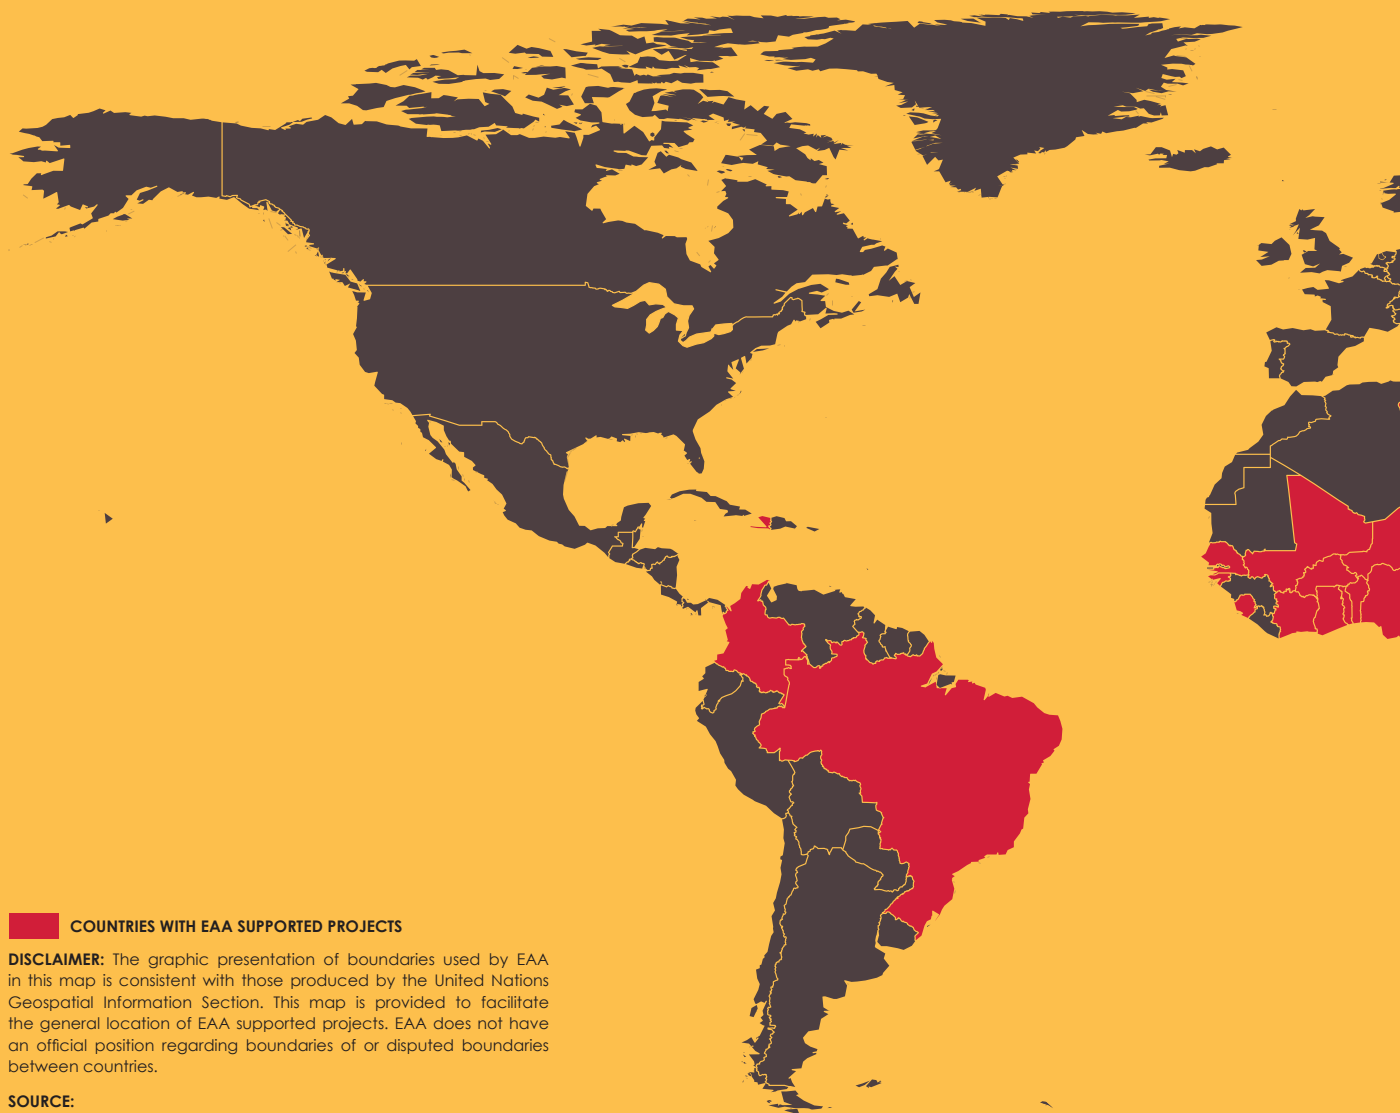 COUNTRIES WITH EAA SUPPORTED PROJECTS
DISCLAIMER: The graphic presentation of boundaries used by EAA
in this map is consistent with those produced by the United Nations
Geospatial Information Section. This map is provided to facilitate
the general location of EAA supported projects. EAA does not have
an official position regarding boundaries of or disputed boundaries
between countries.
SOURCE: